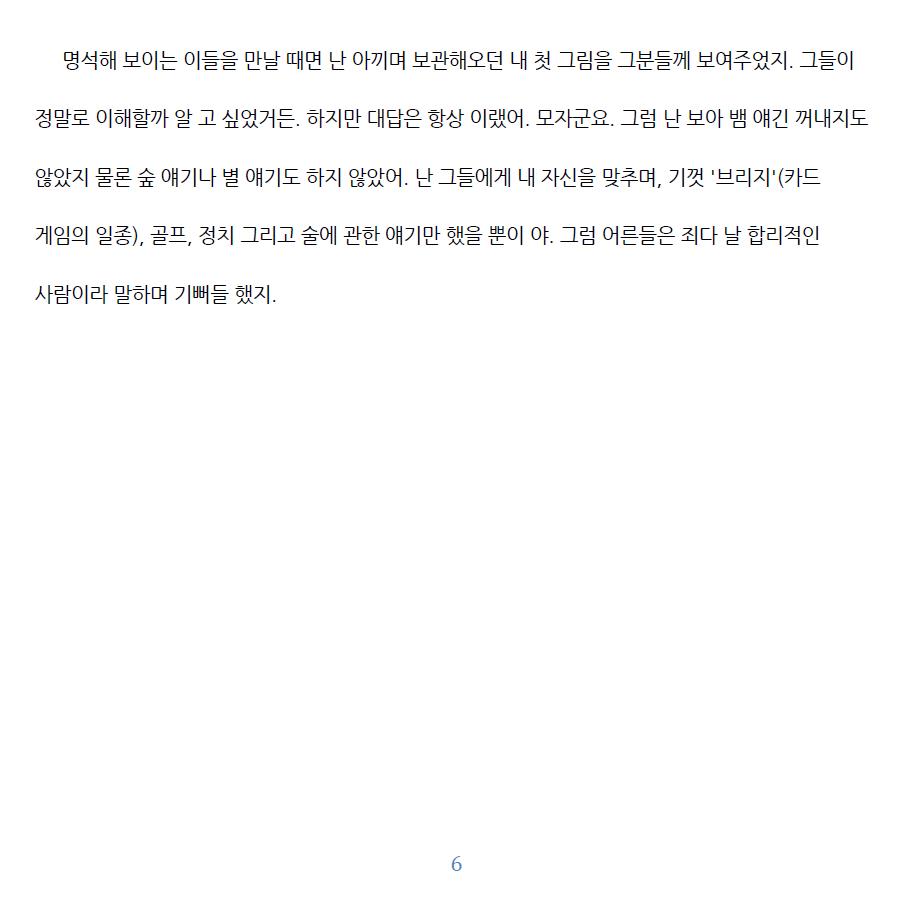 명석해 보이는 이들을 만날 때면 난 아끼며 보관해오던 내 첫 그림을 그분들께 보여주었지. 그들이
정말로 이해할까 알 고 싶었거든. 하지만 대답은 항상 이랬어. 모자군요. 그럼 난 보아 뱀 얘긴 꺼내지도
않았지 물론 숲 얘기나 별 얘기도 하지 않았어. 난 그들에게 내 자신을 맞추며, 기껏 '브리지'(카드
게임의 일종), 골프, 정치 그리고 술에 관한 얘기만 했을 뿐이 야. 그럼 어른들은 죄다 날 합리적인
사람이라 말하며 기뻐들 했지.
6